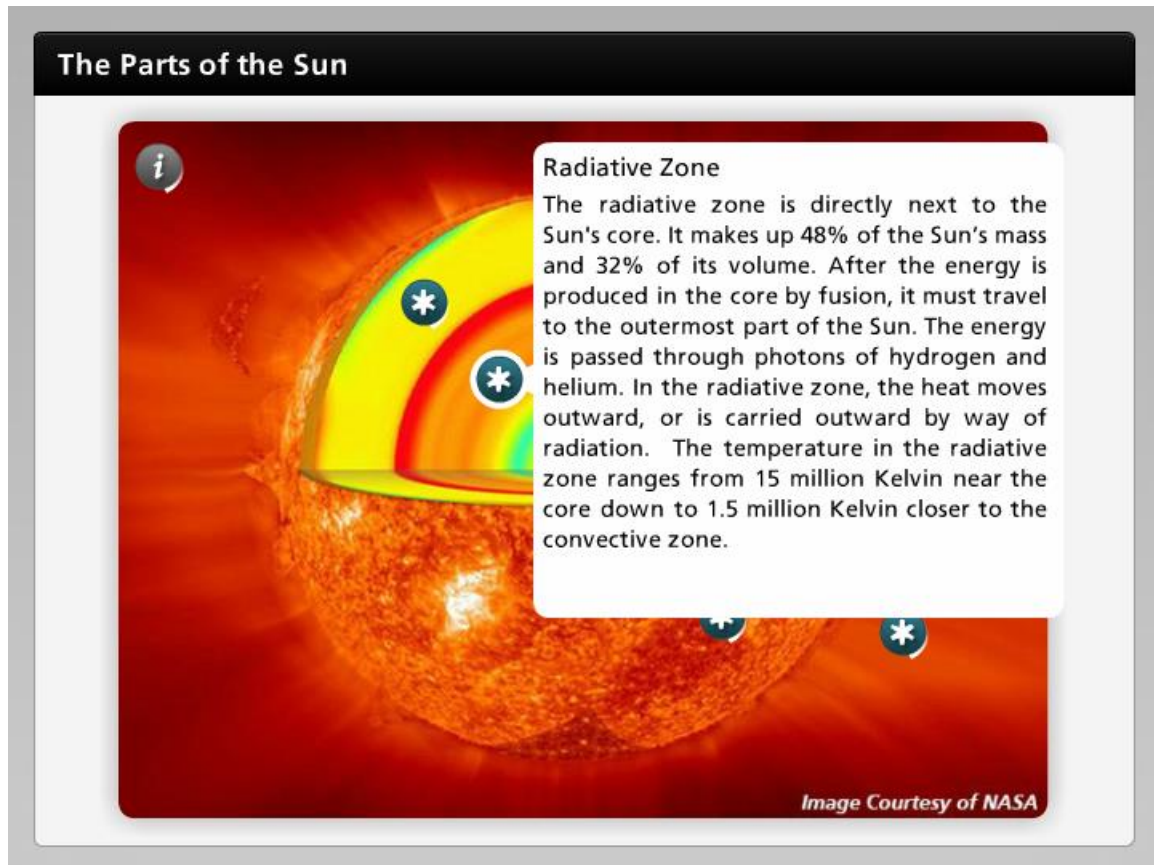 The Parts of the Sun
i
Radiative Zone
The radiative zone is directly next to the
Sun's core. It makes up 48% of the Sun's mass
and 32% of its volume. After the energy is
produced in the core by fusion, it must travel
to the outermost part of the Sun. The energy
is passed through photons of hydrogen and
helium. In the radiative zone, the heat moves
outward, or is carried outward by way of
radiation. The temperature in the radiative
zone ranges from 15 million Kelvin near the
core down to 1.5 million Kelvin closer to the
convective zone.
Image Courtesy of NASA